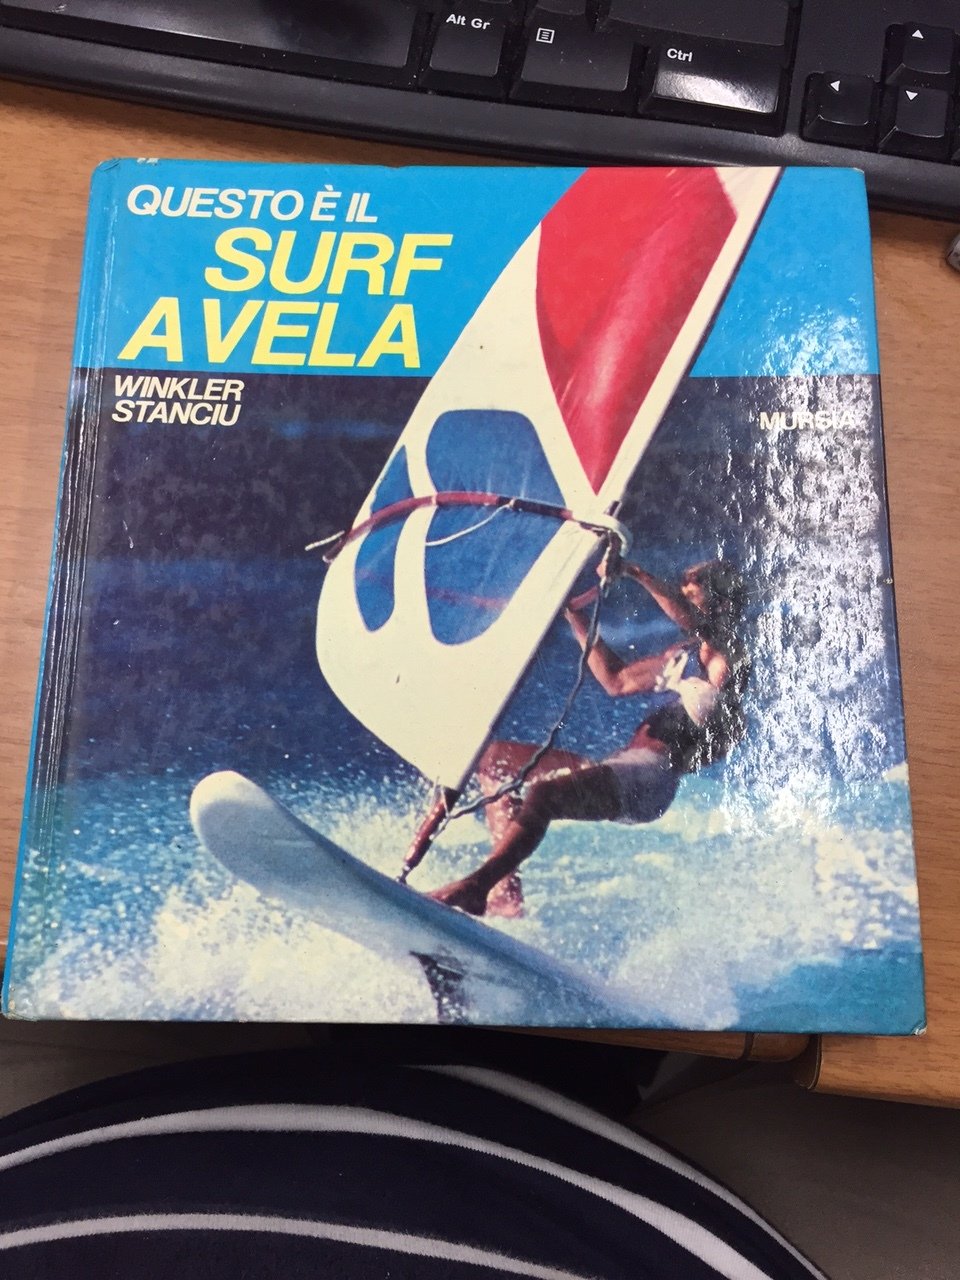 Alt Gr
Ctrl
QUESTO È IL
SURF
A VELA
WINKLER
STANCIU
MURSIA